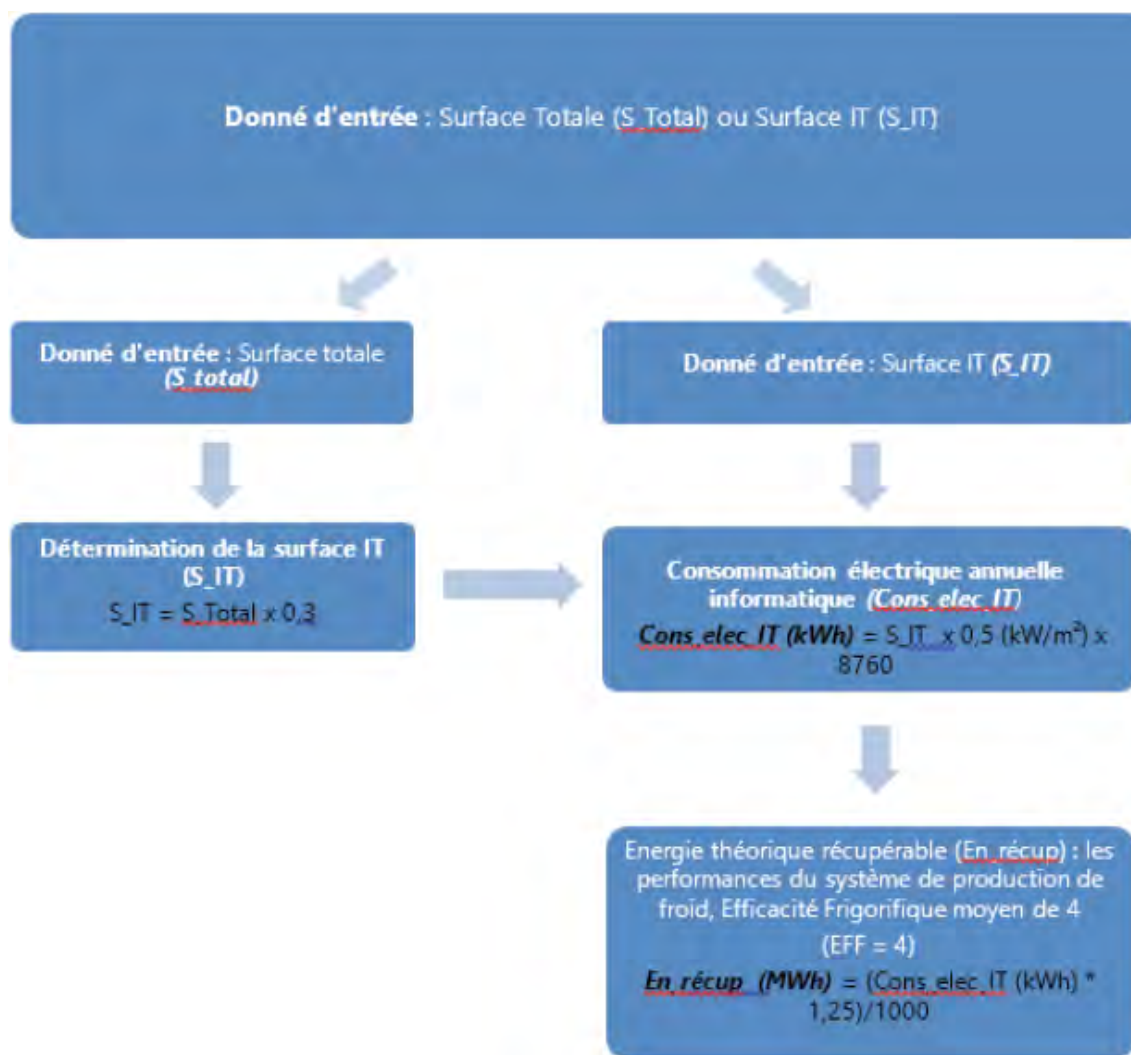 Donné d'entrée : Surface Totale (S_Total) ou Surface IT (S_IT)
Donné d'entrée : Surface totale
(S_total)
Donné d'entrée : Surface IT (S_IT)
Détermination de la surface IT
(S_IT)
S_IT = S_Total x 0,3
Consommation électrique annuelle
informatique (Cons_elec_IT)
Cons_elec_IT (kWh) = S_IT x 0,5 (kW/m²) x
8760
Energie théorique récupérable (En_récup) : les
performances du système de production de
froid, Efficacité Frigorifique moyen de 4
(EFF = 4)
En_récup (MWh) = (Cons_elec_IT (kWh) *
1,25)/1000